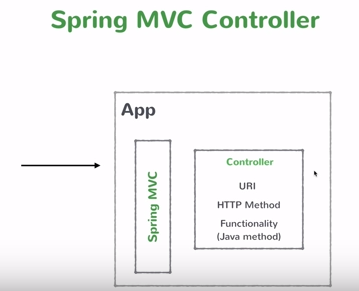 Spring MVC Controller
App
Spring MVC
Controller
URI
HTTP Method
Functionality
(Java method)